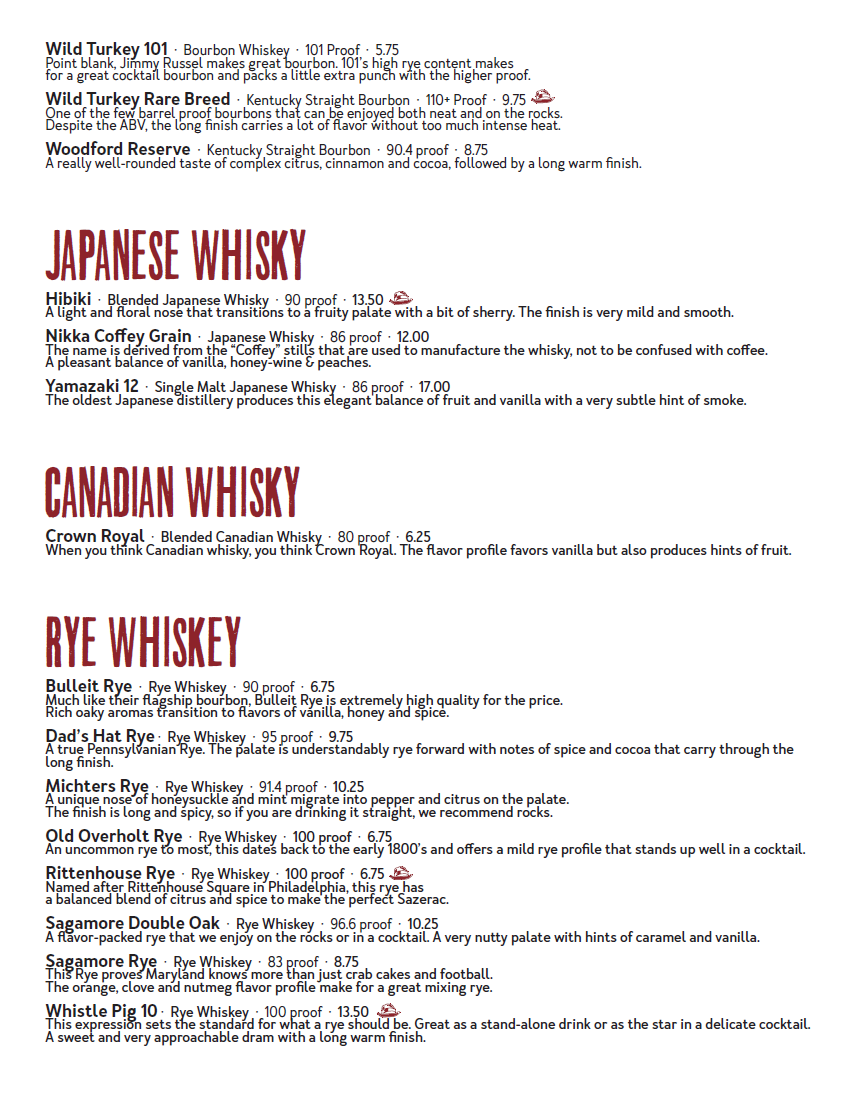 Wild Turkey 101 · Bourbon Whiskey · 101 Proof · 5.75
Point blank, Jimmy Russel makes great bourbon. 101's high rye content makes
for a great cocktail bourbon and packs a little extra punch with the higher proof.
Wild Turkey Rare Breed · Kentucky Straight Bourbon · 110+ Proof · 9.75
One of the few barrel proof bourbons that can be enjoyed both neat and on the rocks.
Despite the ABV, the long finish carries a lot of flavor without too much intense heat.
Woodford Reserve · Kentucky Straight Bourbon · 90.4 proof · 8.75
A really well-rounded taste of complex citrus, cinnamon and cocoa, followed by a long warm finish.
JAPANESE WHISKY
Hibiki · Blended Japanese Whisky · 90 proof · 13.50
A light and floral nose that transitions to a fruity palate with a bit of sherry. The finish is very mild and smooth.
Nikka Coffey Grain · Japanese Whisky · 86 proof · 12.00
The name is derived from the “Coffey” stills that are used to manufacture the whisky, not to be confused with coffee.
A pleasant balance of vanilla, honey-wine & peaches.
Yamazaki 12 · Single Malt Japanese Whisky · 86 proof · 17.00
The oldest Japanese distillery produces this elegant balance of fruit and vanilla with a very subtle hint of smoke.
CANADIAN WHISKY
Crown Royal · Blended Canadian Whisky · 80 proof · 6.25
When you think Canadian whisky, you think Crown Royal. The flavor profile favors vanilla but also produces hints of fruit.
RYE WHISKEY
Bulleit Rye · Rye Whiskey · 90 proof · 6.75
Much like their flagship bourbon, Bulleit Rye is extremely high quality for the price.
Rich oaky aromas transition to flavors of vanilla, honey and spice.
Dad's Hat Rye · Rye Whiskey · 95 proof · 9.75
A true Pennsylvanian Rye. The palate is understandably rye forward with notes of spice and cocoa that carry through the
long finish.
Michters Rye · Rye Whiskey · 91.4 proof · 10.25
A unique nose of honeysuckle and mint migrate into pepper and citrus on the palate.
The finish is long and spicy, so if you are drinking it straight, we recommend rocks.
Old Overholt Rye · Rye Whiskey · 100 proof · 6.75
An uncommon rye to most, this dates back to the early 1800's and offers a mild rye profile that stands up well in a cocktail.
Rittenhouse Rye · Rye Whiskey · 100 proof · 6.75
Named after Rittenhouse Square in Philadelphia, this rye has
a balanced blend of citrus and spice to make the perfect Sazerac.
Sagamore Double Oak · Rye Whiskey · 96.6 proof · 10.25
A flavor-packed rye that we enjoy on the rocks or in a cocktail. A very nutty palate with hints of caramel and vanilla.
Sagamore Rye · Rye Whiskey · 83 proof · 8.75
This Rye proves Maryland knows more than just crab cakes and football.
The orange, clove and nutmeg flavor profile make for a great mixing rye.
Whistle Pig 10 · Rye Whiskey · 100 proof · 13.50
This expression sets the standard for what a rye should be. Great as a stand-alone drink or as the star in a delicate cocktail.
A sweet and very approachable dram with a long warm finish.